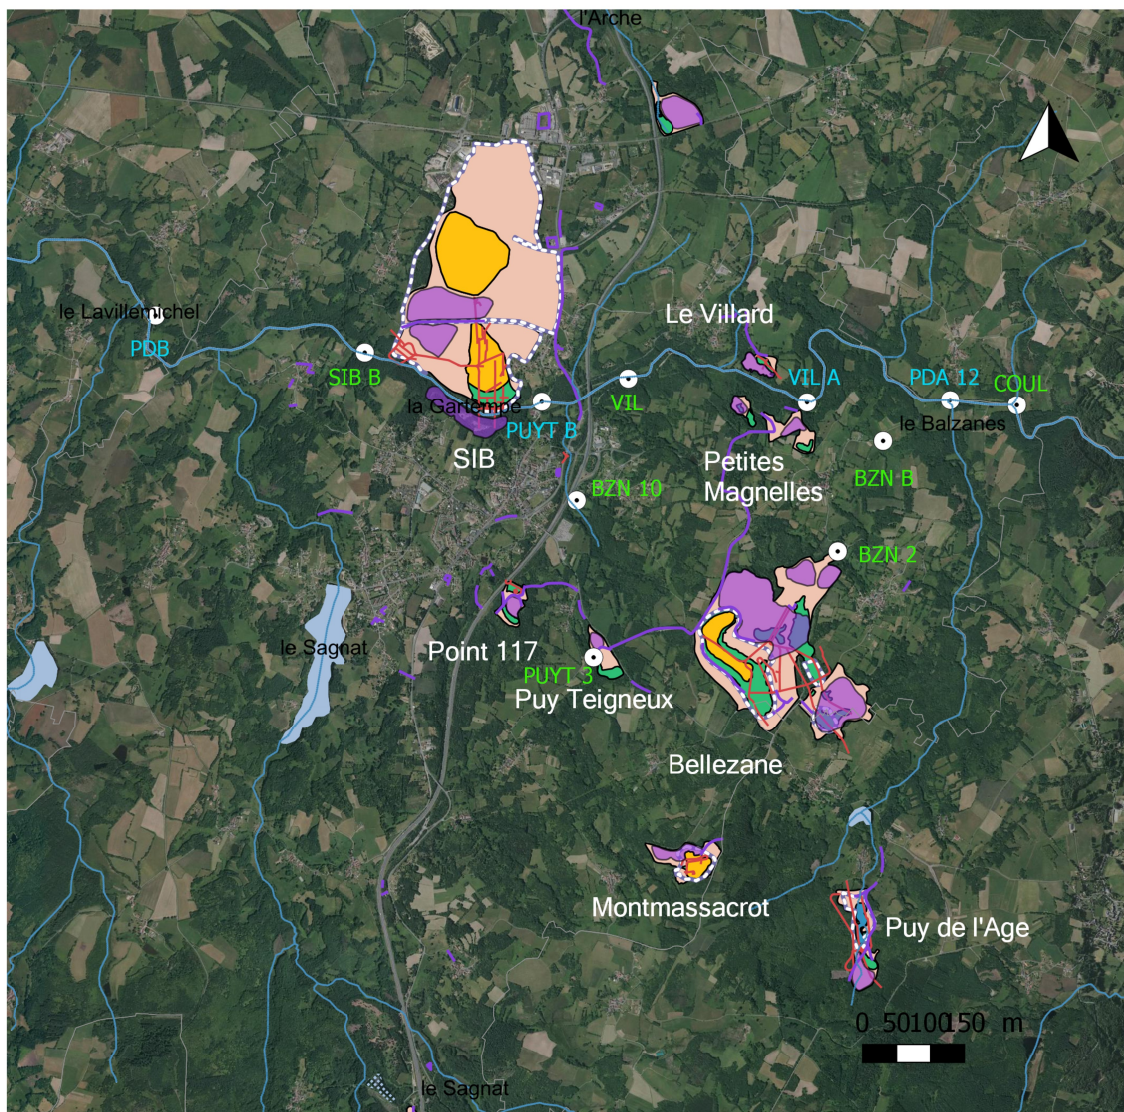 l'Arche
le Lavillemichel
PDB
SIB B
Le Villard
la Gartempe
PUYT B
VIL
VIL A
PDA 12
COUL
le Balzanes
SIB
Petites
Magnelles
BZN B
BZN 10
BZN 2
le Sagnat
Point 117
PUYT 3
Puy Teigneux
Bellezane
Montmassacrot
Puy de l'Age
0 50100150 m
le Sagnat